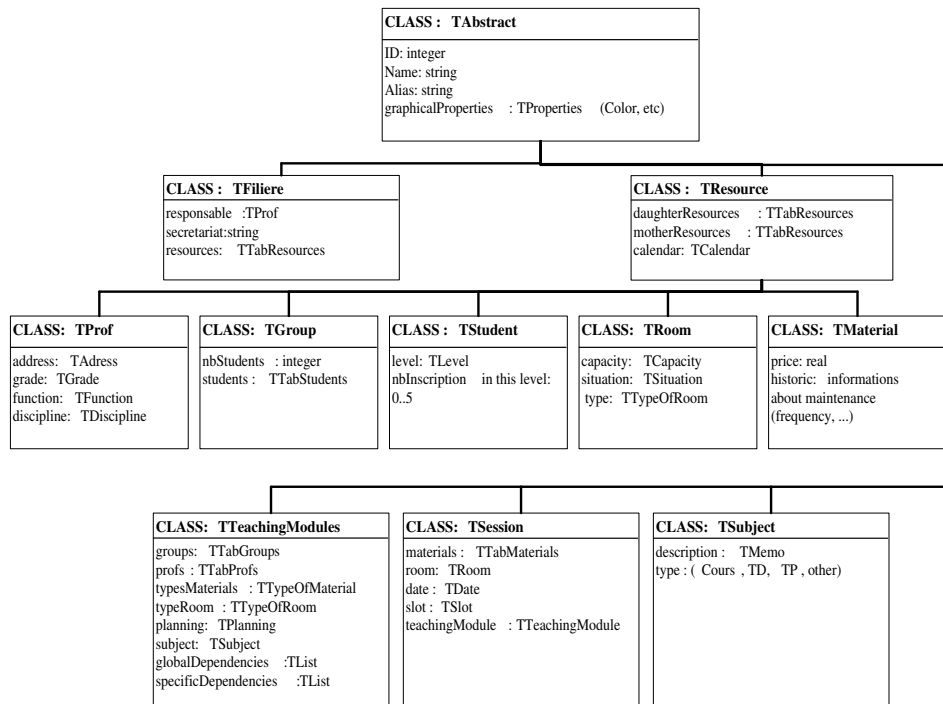 CLASS : TAbstract
ID: integer
Name: string
Alias: string
graphicalProperties : TProperties (Color, etc)
CLASS : TFiliere
responsable :TProf
secretariat:string
resources: TTabResources
CLASS : TResource
daughterResources : TTabResources
motherResources : TTabResources
calendar: TCalendar
CLASS: TProf
address: TAdress
grade: TGrade
function: TFunction
discipline: TDiscipline
CLASS: TGroup
nbStudents : integer
students : TTabStudents
CLASS : TStudent
level: TLevel
nbInscription in this level:
0..5
CLASS: TRoom
capacity: TCapacity
situation: TSituation
type: TTypeOfRoom
CLASS: TMaterial
price: real
historic: informations
about maintenance
(frequency, ...)
CLASS: TTeachingModules
groups: TTabGroups
profs : TTabProfs
typesMaterials : TTypeOfMaterial
typeRoom : TTypeOfRoom
planning: TPlanning
subject: TSubject
globalDependencies :TList
specificDependencies :TList
CLASS: TSession
materials : TTabMaterials
room: TRoom
date : TDate
slot : TSlot
teachingModule : TTeachingModule
CLASS: TSubject
description : TMemo
type : ( Cours , TD, TP , other)